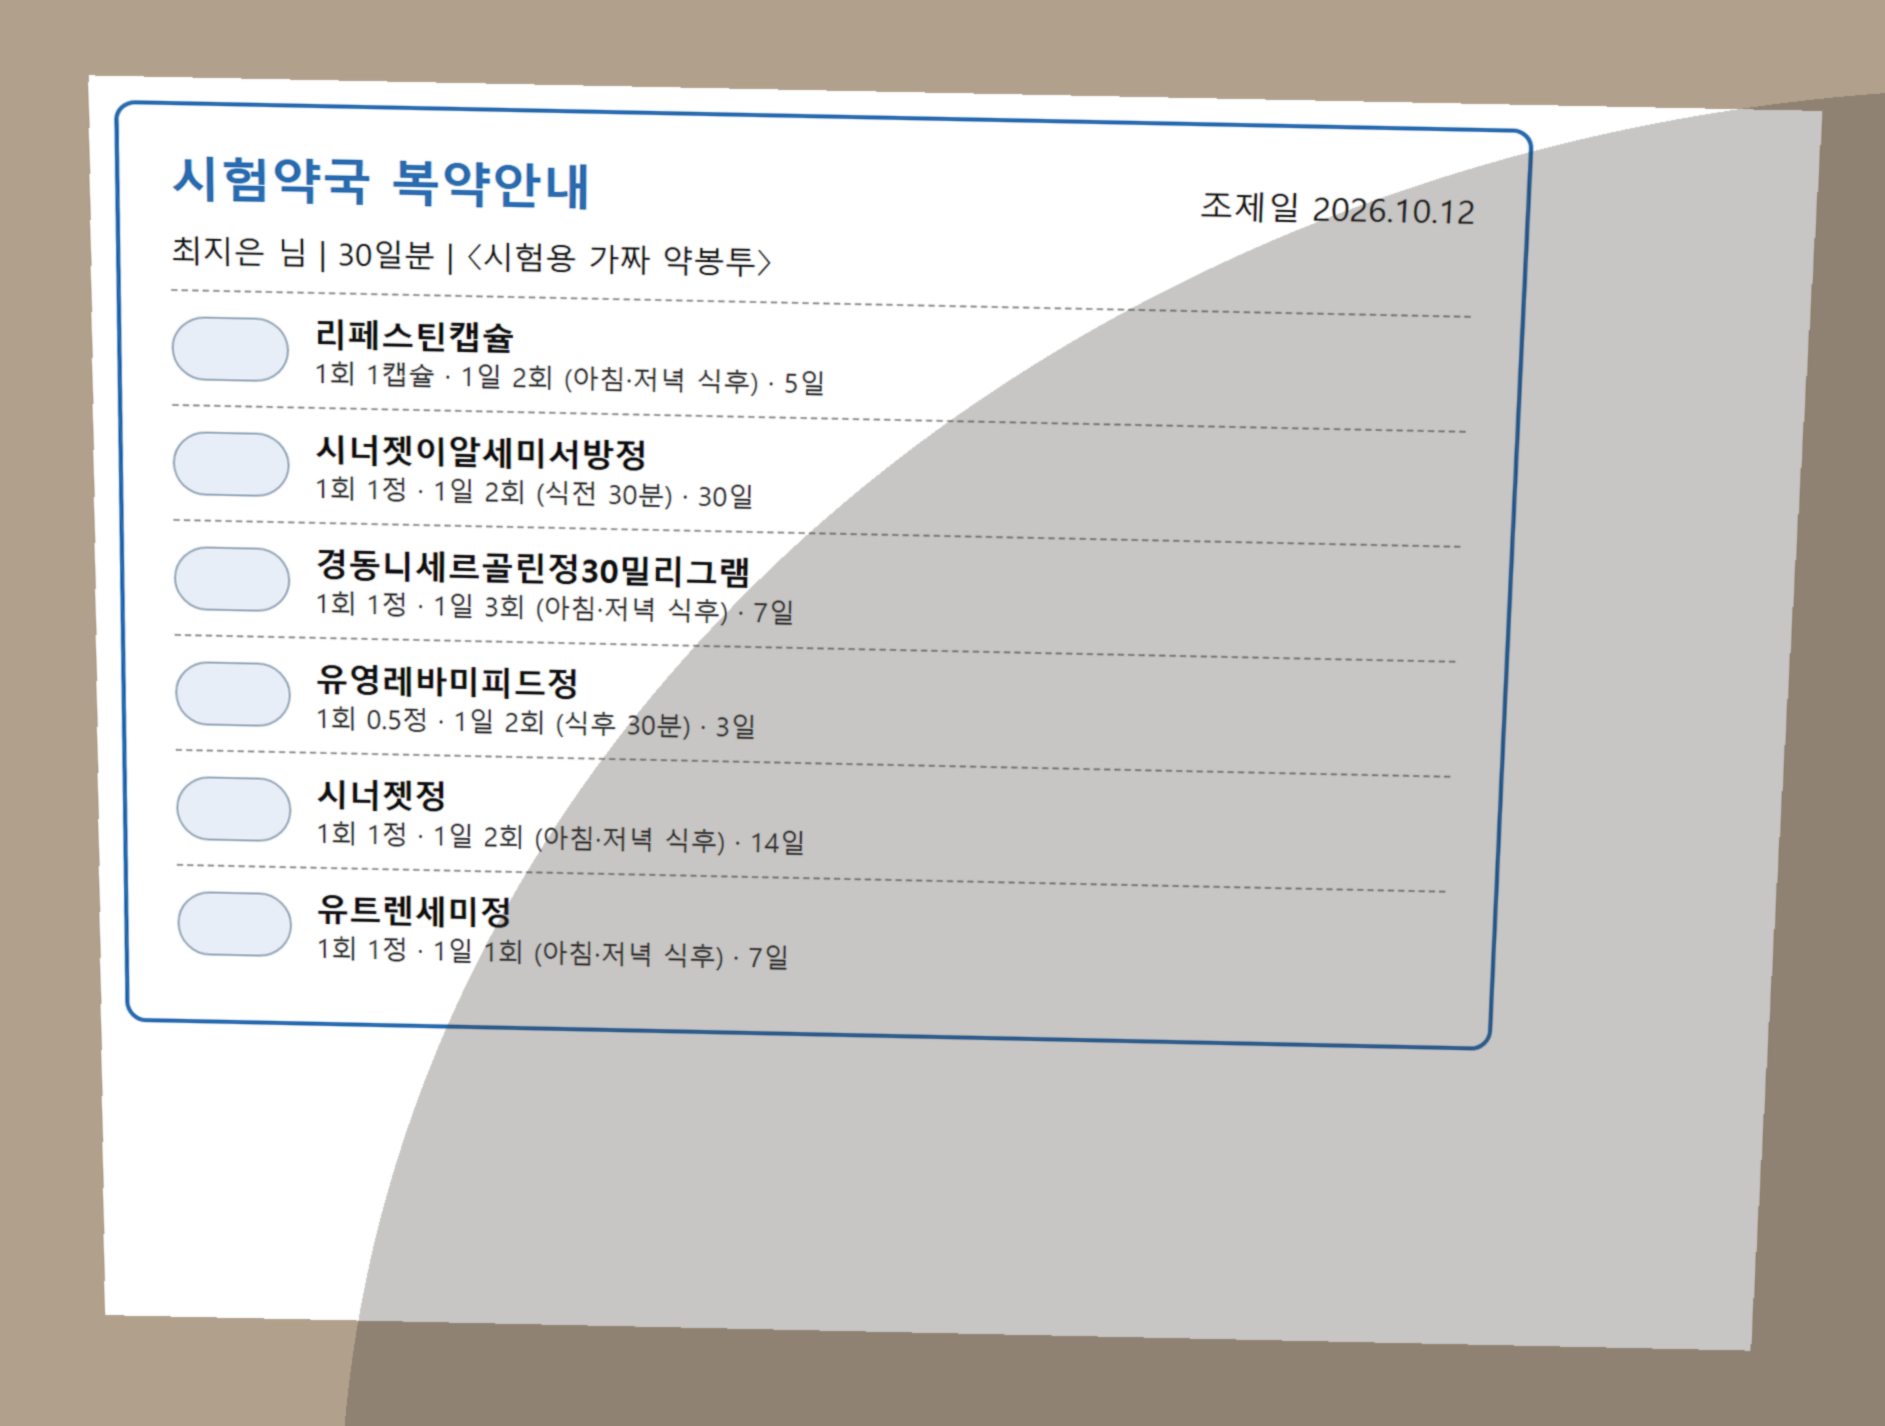 시험약국 복약안내
조제일 2026.10.12
최지은 님 | 30일분 | 〈시험용 가짜 약봉투〉
리페스틴캡슐
1회 1캡슐 · 1일 2회 (아침·저녁 식후) · 5일
시너젯이알세미서방정
1회 1정 · 1일 2회 (식전 30분) · 30일
경동니세르골린정30밀리그램
1회 1정 · 1일 3회 (아침·저녁 식후) · 7일
유영레바미피드정
1회 0.5정 · 1일 2회 (식후 30분) · 3일
시너젯정
1회 1정 · 1일 2회 (아침·저녁 식후) · 14일
유트렌세미정
1회 1정 · 1일 1회 (아침·저녁 식후) · 7일